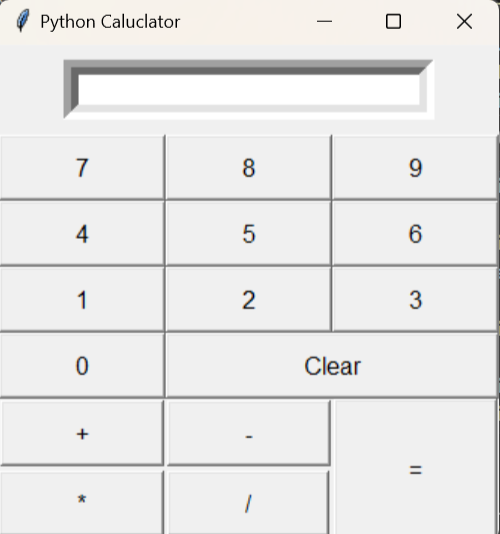 Python Caluclator
7 8 9
4 5 6
1 2 3
0 Clear
+ -
=
* /